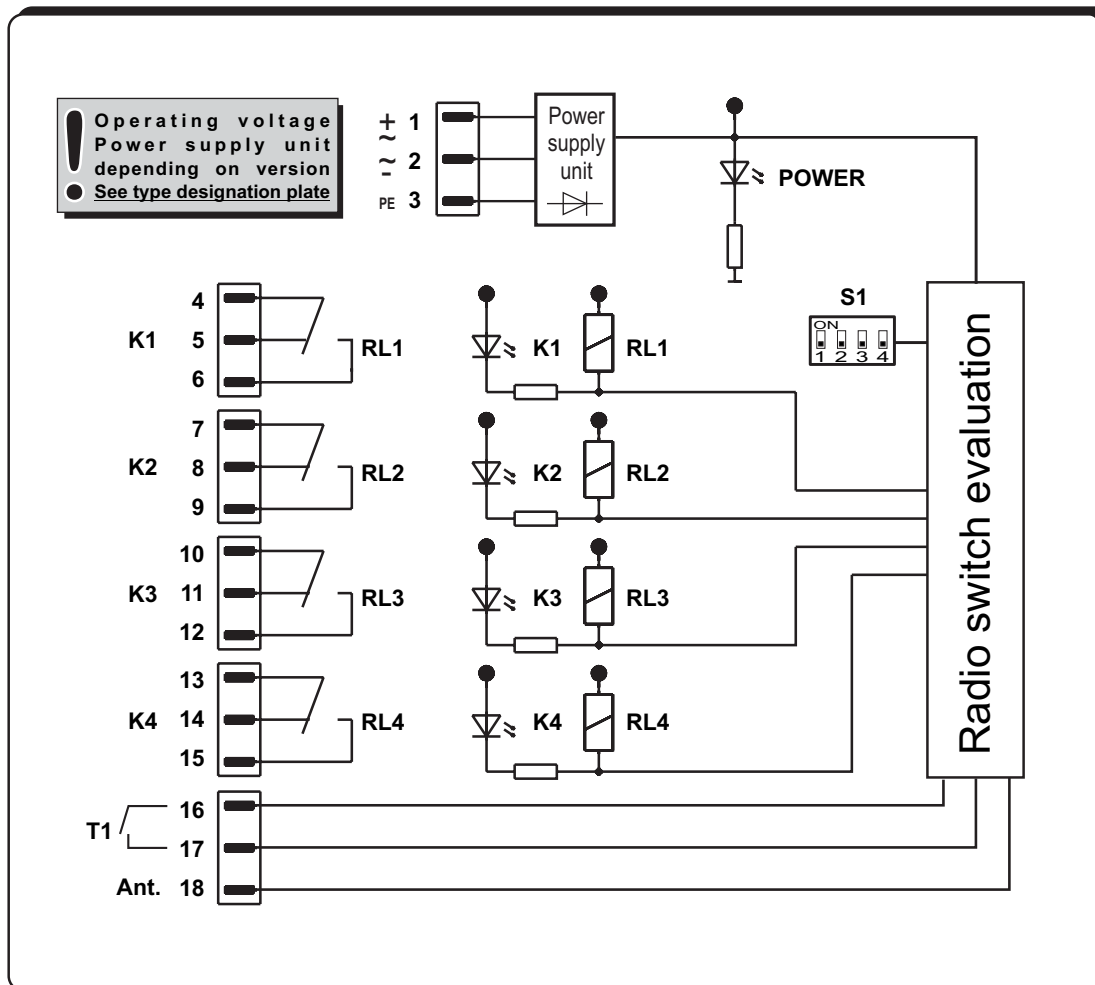 Operating voltage
Power supply unit
depending on version
See type designation plate
+
~ 1
~ 2
-
PE 3
Power
supply
unit
POWER
S1
ON
1 2 3 4
Radio switch evaluation
4
K1 5 RL1
6
K1 RL1
7
K2 8 RL2
9
K2 RL2
10
K3 11 RL3
12
K3 RL3
13
K4 14 RL4
15
K4 RL4
16
T1
17
Ant. 18